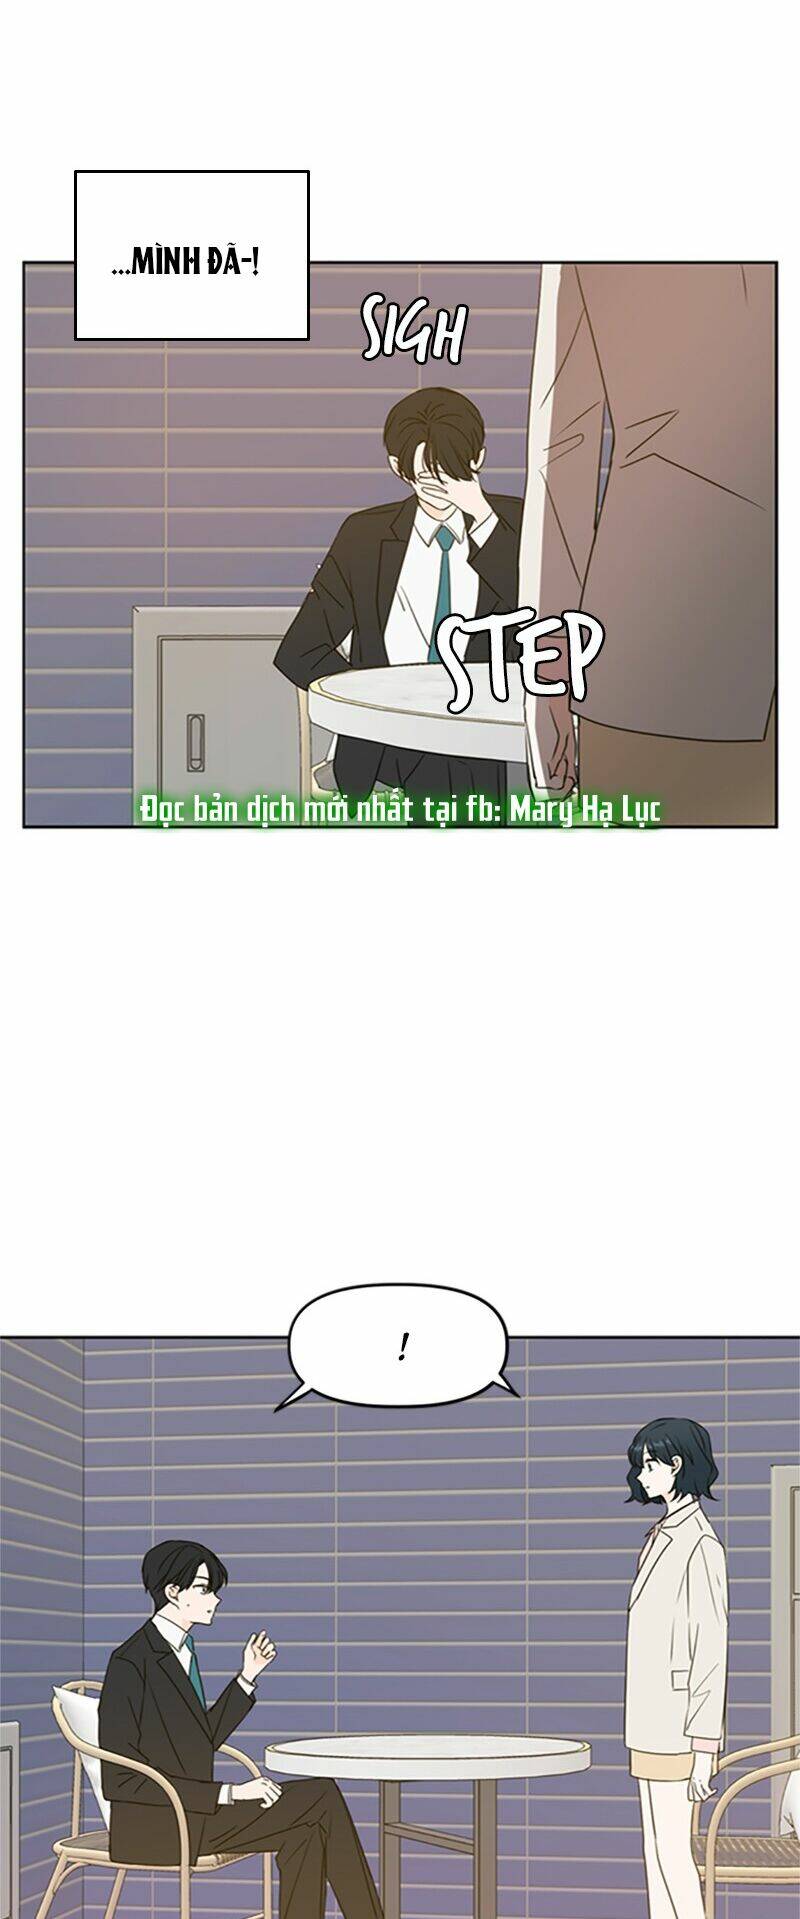 ...MÌNH ĐÃ-!
SIGH
STEP
Đọc bản dịch mới nhất tại fb: Mary Hạ Lục
!